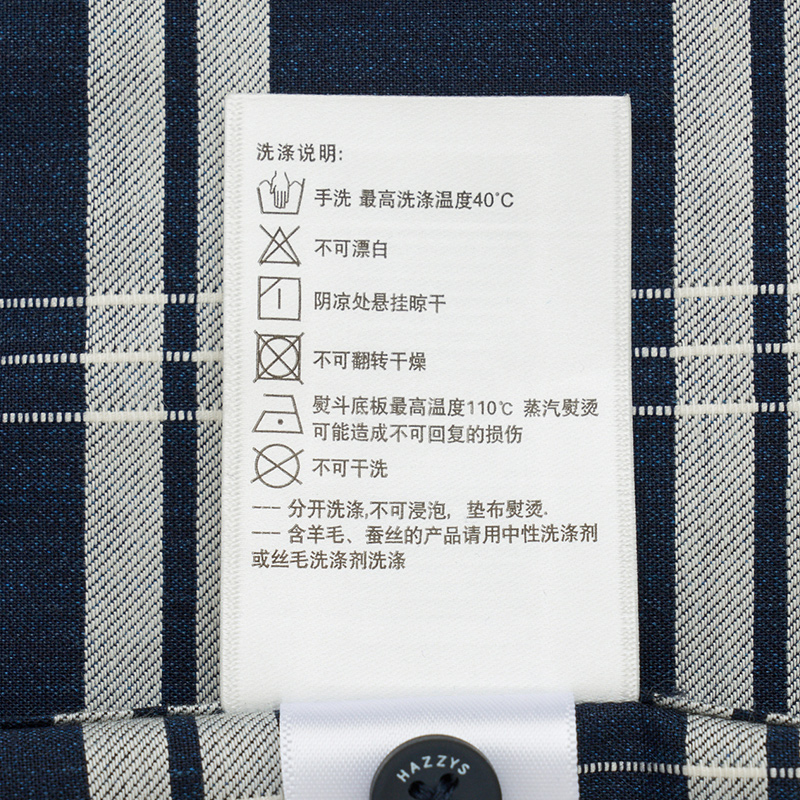 洗涤说明:
手洗 最高洗涤温度40°C
不可漂白
阴凉处悬挂晾干
不可翻转干燥
熨斗底板最高温度110℃ 蒸汽熨烫
可能造成不可回复的损伤
不可干洗
--- 分开洗涤,不可浸泡, 垫布熨烫.
--- 含羊毛、蚕丝的产品请用中性洗涤剂
或丝毛洗涤剂洗涤
HAZZYS